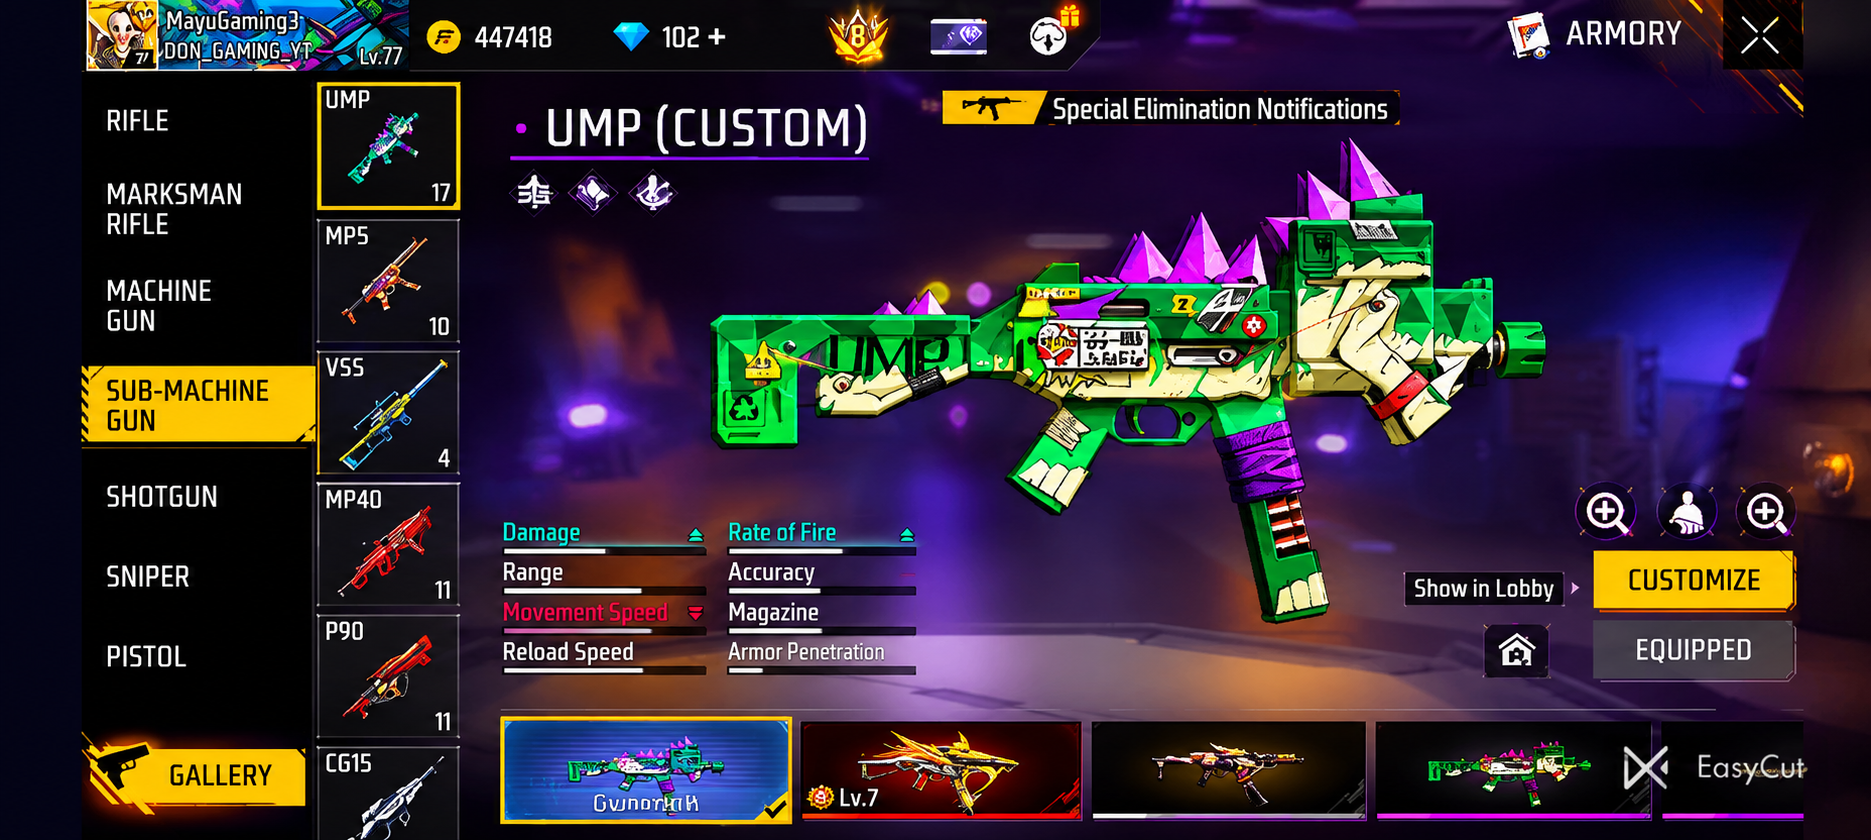 MayuGaming3
DON_GAMING_YT
Lv.77
77
447418
102 +
8
ARMORY
RIFLE
MARKSMAN
RIFLE
MACHINE
GUN
SUB-MACHINE
GUN
SHOTGUN
SNIPER
PISTOL
GALLERY
UMP
17
MP5
10
VSS
4
MP40
11
P90
11
CG15
UMP (CUSTOM)
Special Elimination Notifications
UMP
2
Damage
Rate of Fire
Range
Accuracy
Movement Speed
Magazine
Reload Speed
Armor Penetration
Show in Lobby
CUSTOMIZE
EQUIPPED
Lv.7
EasyCut